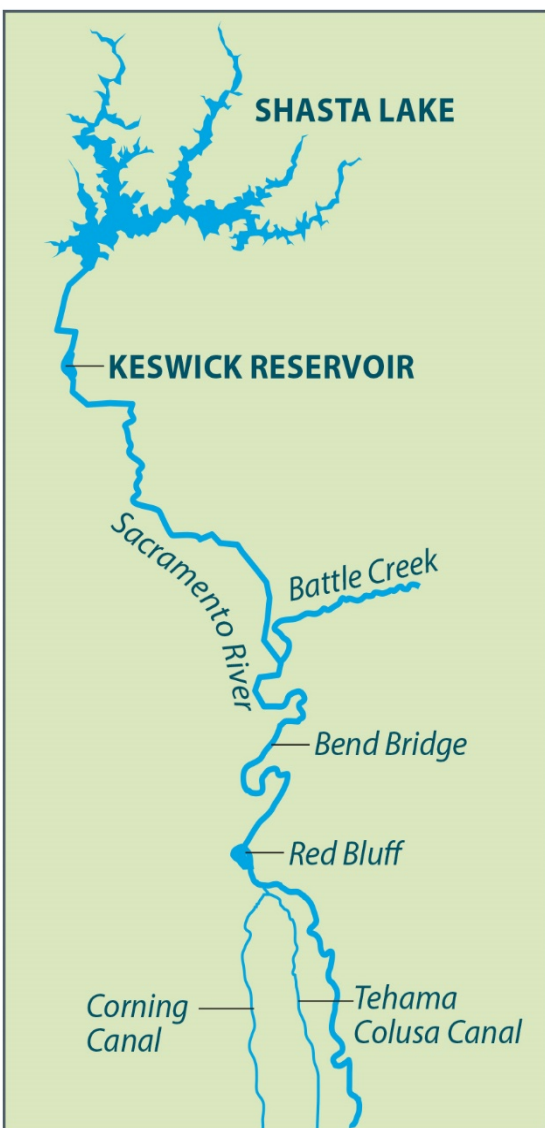 SHASTA LAKE
KESWICK RESERVOIR
Sacramento River
Battle Creek
Bend Bridge
Red Bluff
Corning
Canal
Tehama
Colusa Canal